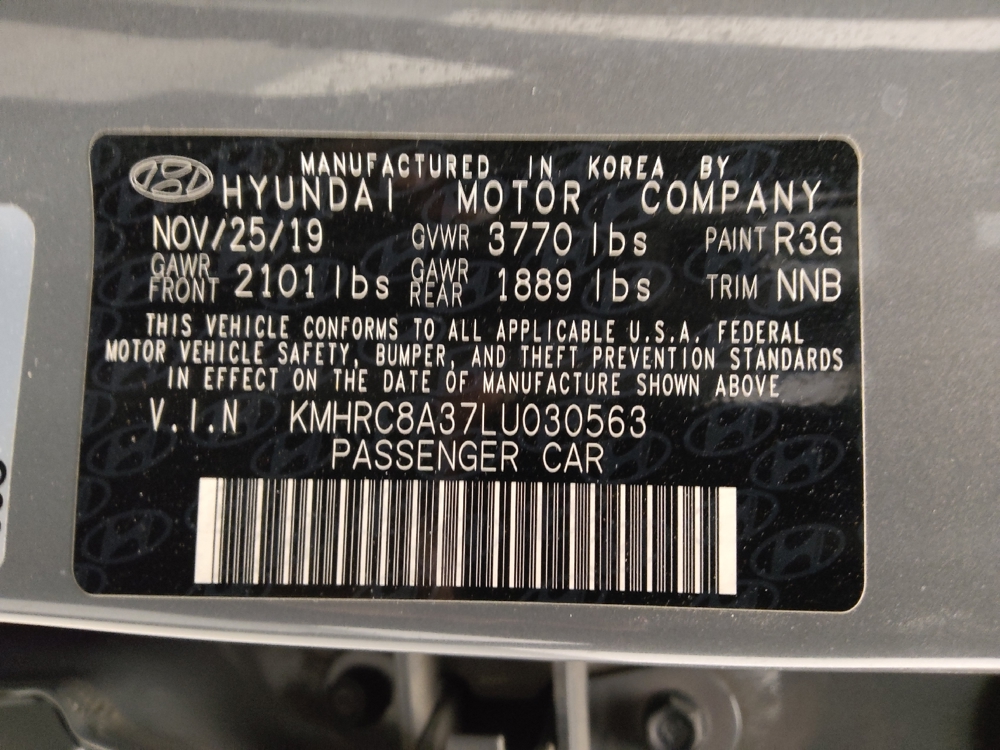 MANUFACTURED IN KOREA BY
HYUNDAI MOTOR COMPANY
NOV/25/19 GVWR 3770 lbs PAINT R3G
GAWR FRONT 2101 lbs GAWR REAR 1889 lbs TRIM NNB
THIS VEHICLE CONFORMS TO ALL APPLICABLE U.S.A. FEDERAL
MOTOR VEHICLE SAFETY, BUMPER, AND THEFT PREVENTION STANDARDS
IN EFFECT ON THE DATE OF MANUFACTURE SHOWN ABOVE
V.I.N KMHRC8A37LU030563
PASSENGER CAR